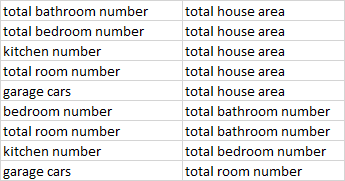 total bathroom number total house area
total bedroom number total house area
kitchen number total house area
total room number total house area
garage cars total house area
bedroom number total bathroom number
total room number total bathroom number
kitchen number total bedroom number
garage cars total room number